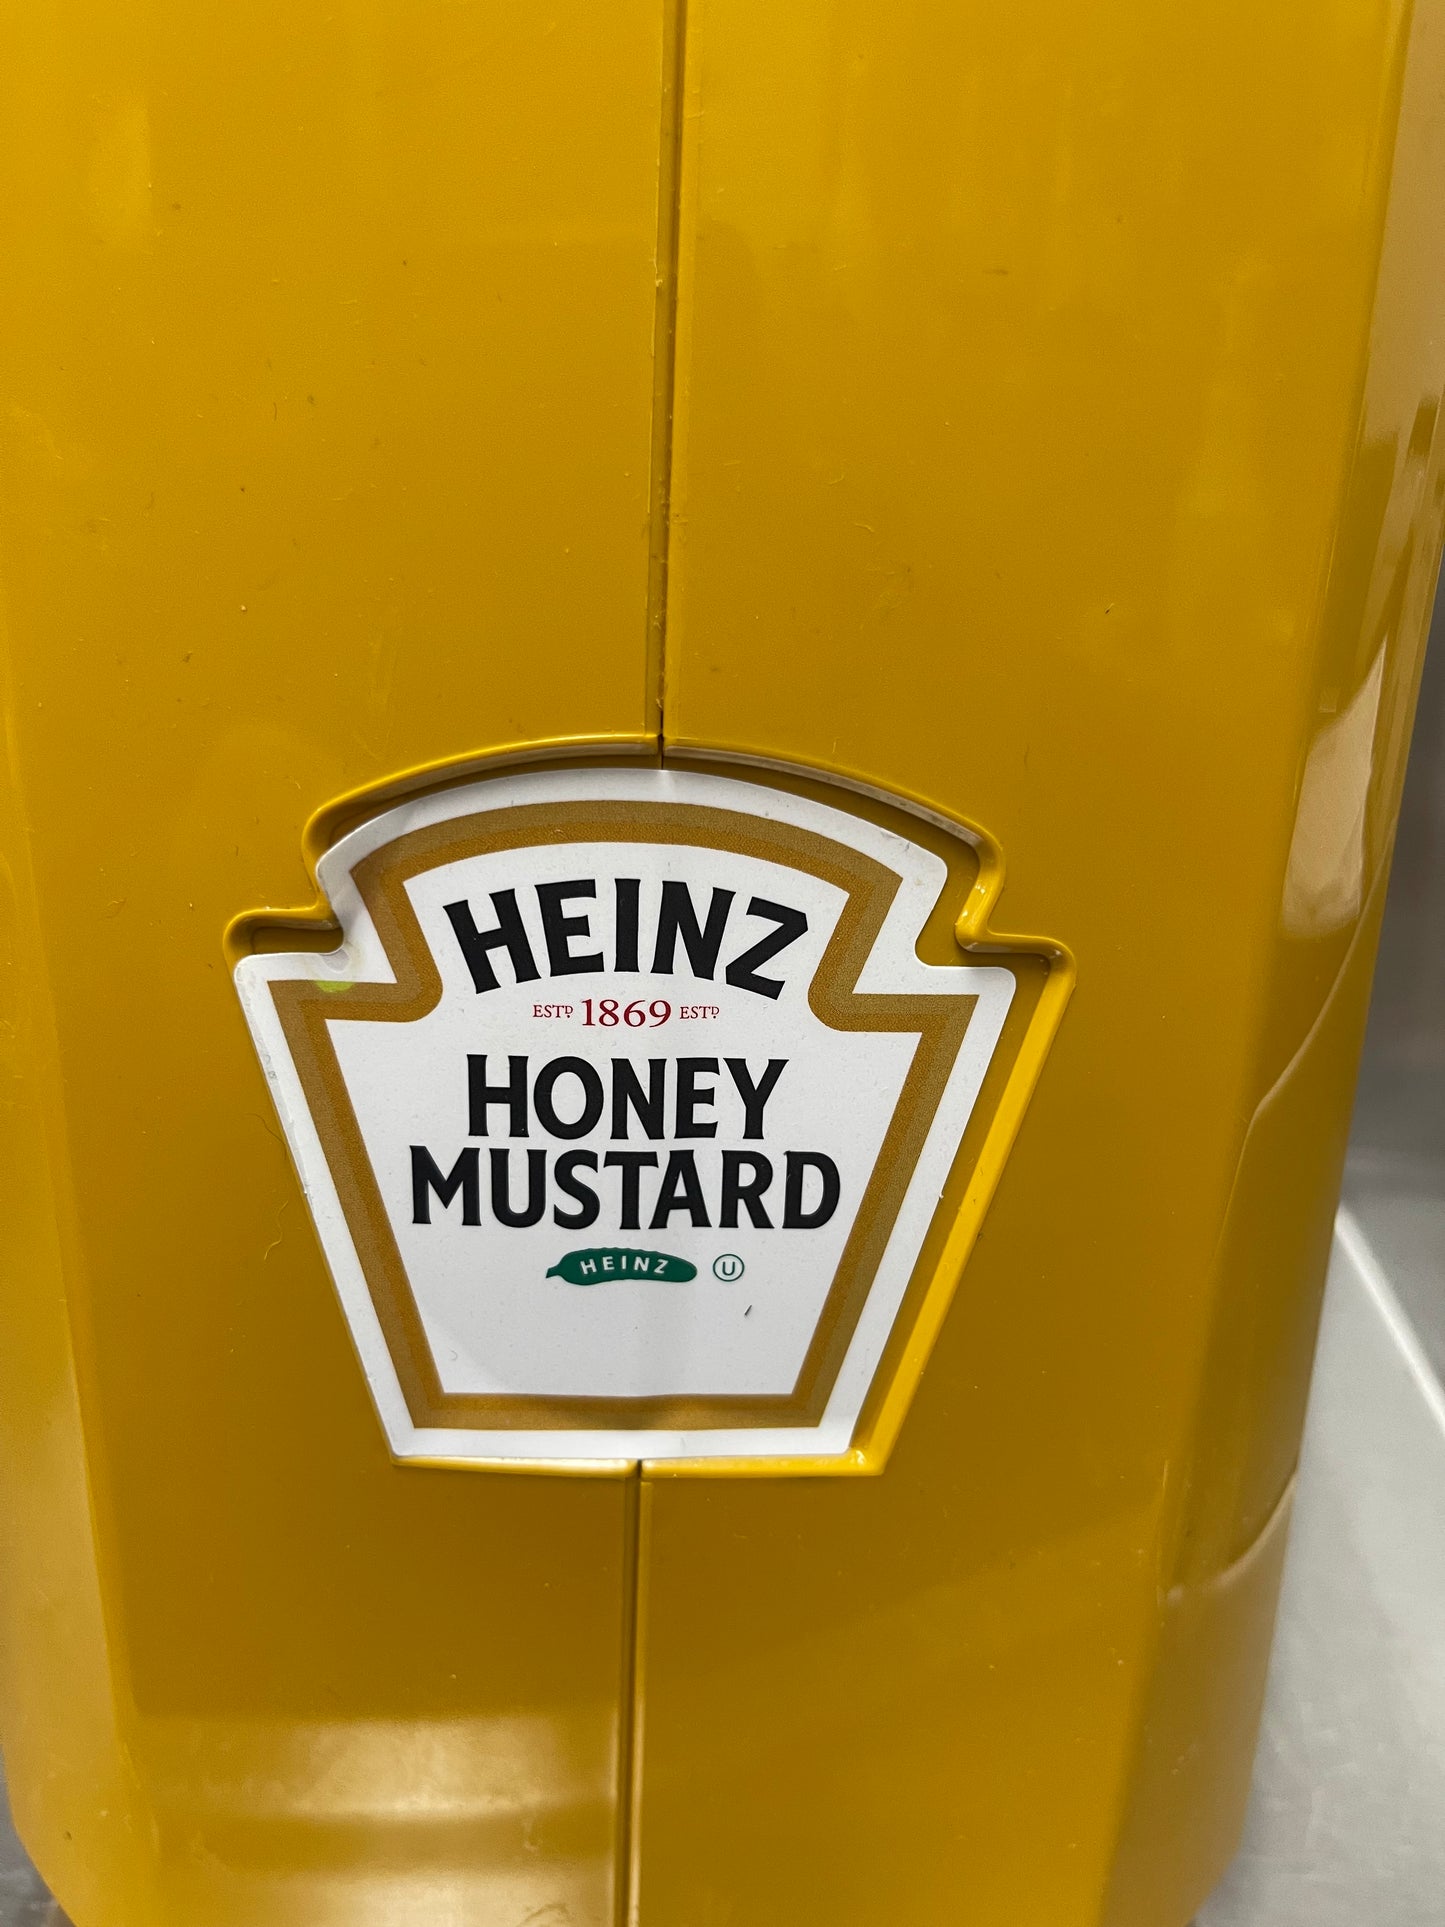 HEINZ
ESTD 1869 ESTD
HONEY
MUSTARD
HEINZ U